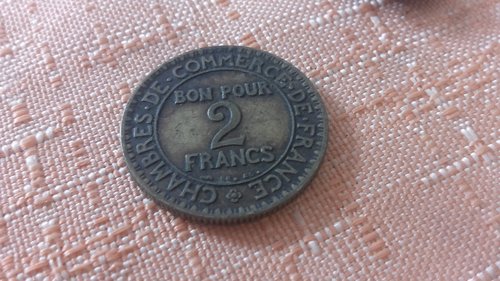 CHAMBRES·DE·COMMERCE·DE·FRANCE
BON POUR
2
FRANCS